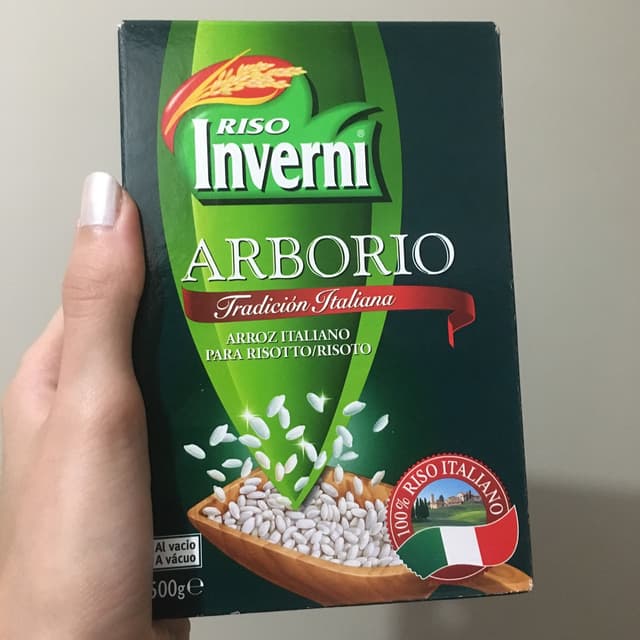 RISO
Inverni®
ARBORIO
Tradición Italiana
ARROZ ITALIANO
PARA RISOTTO/RISOTO
100% RISO ITALIANO
Al vacío
A vácuo
500g℮